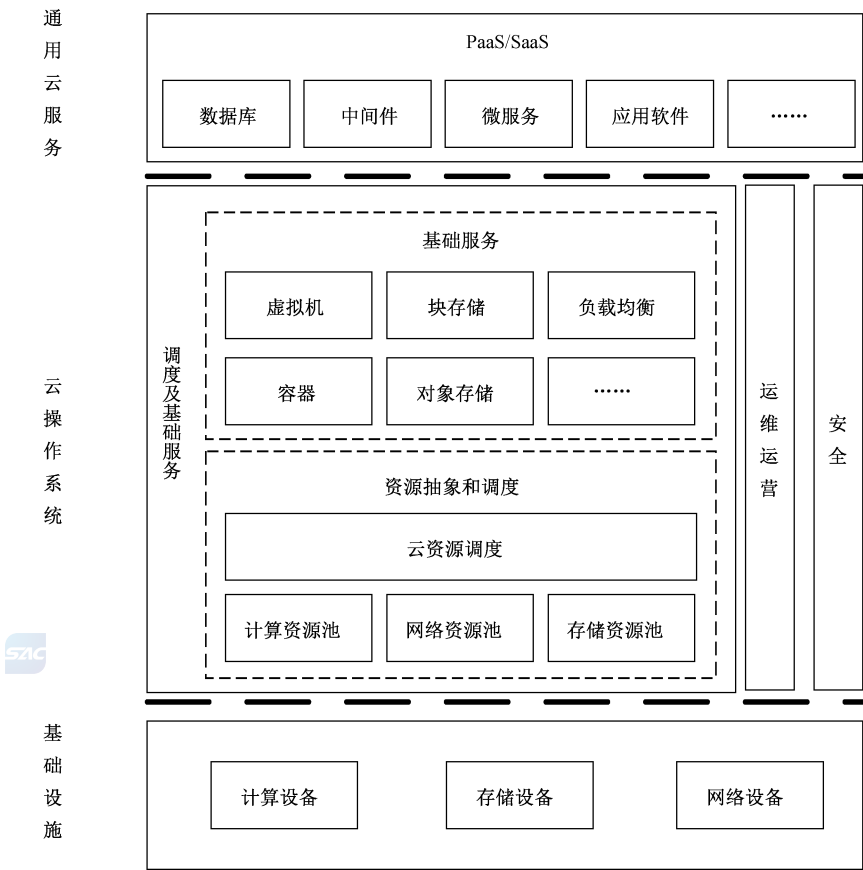 通用云服务
PaaS/SaaS
数据库
中间件
微服务
应用软件
……
云操作系统
调度及基础服务
基础服务
虚拟机
块存储
负载均衡
容器
对象存储
……
资源抽象和调度
云资源调度
计算资源池
网络资源池
存储资源池
运维运营
安全
SAC
基础设施
计算设备
存储设备
网络设备